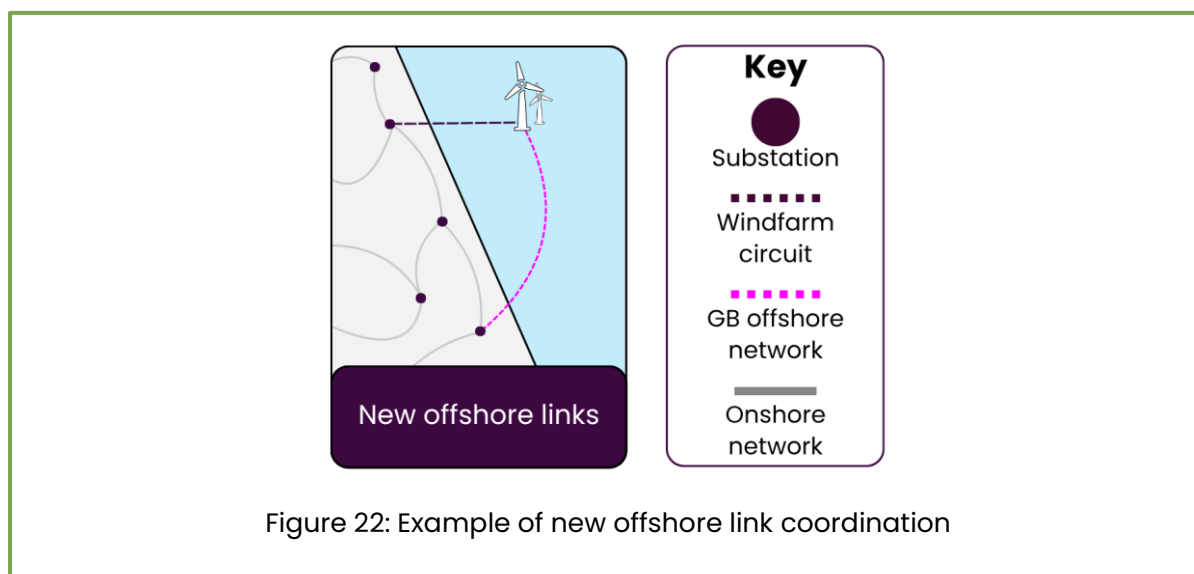 New offshore links
Key
Substation
Windfarm
circuit
GB offshore
network
Onshore
network
Figure 22: Example of new offshore link coordination